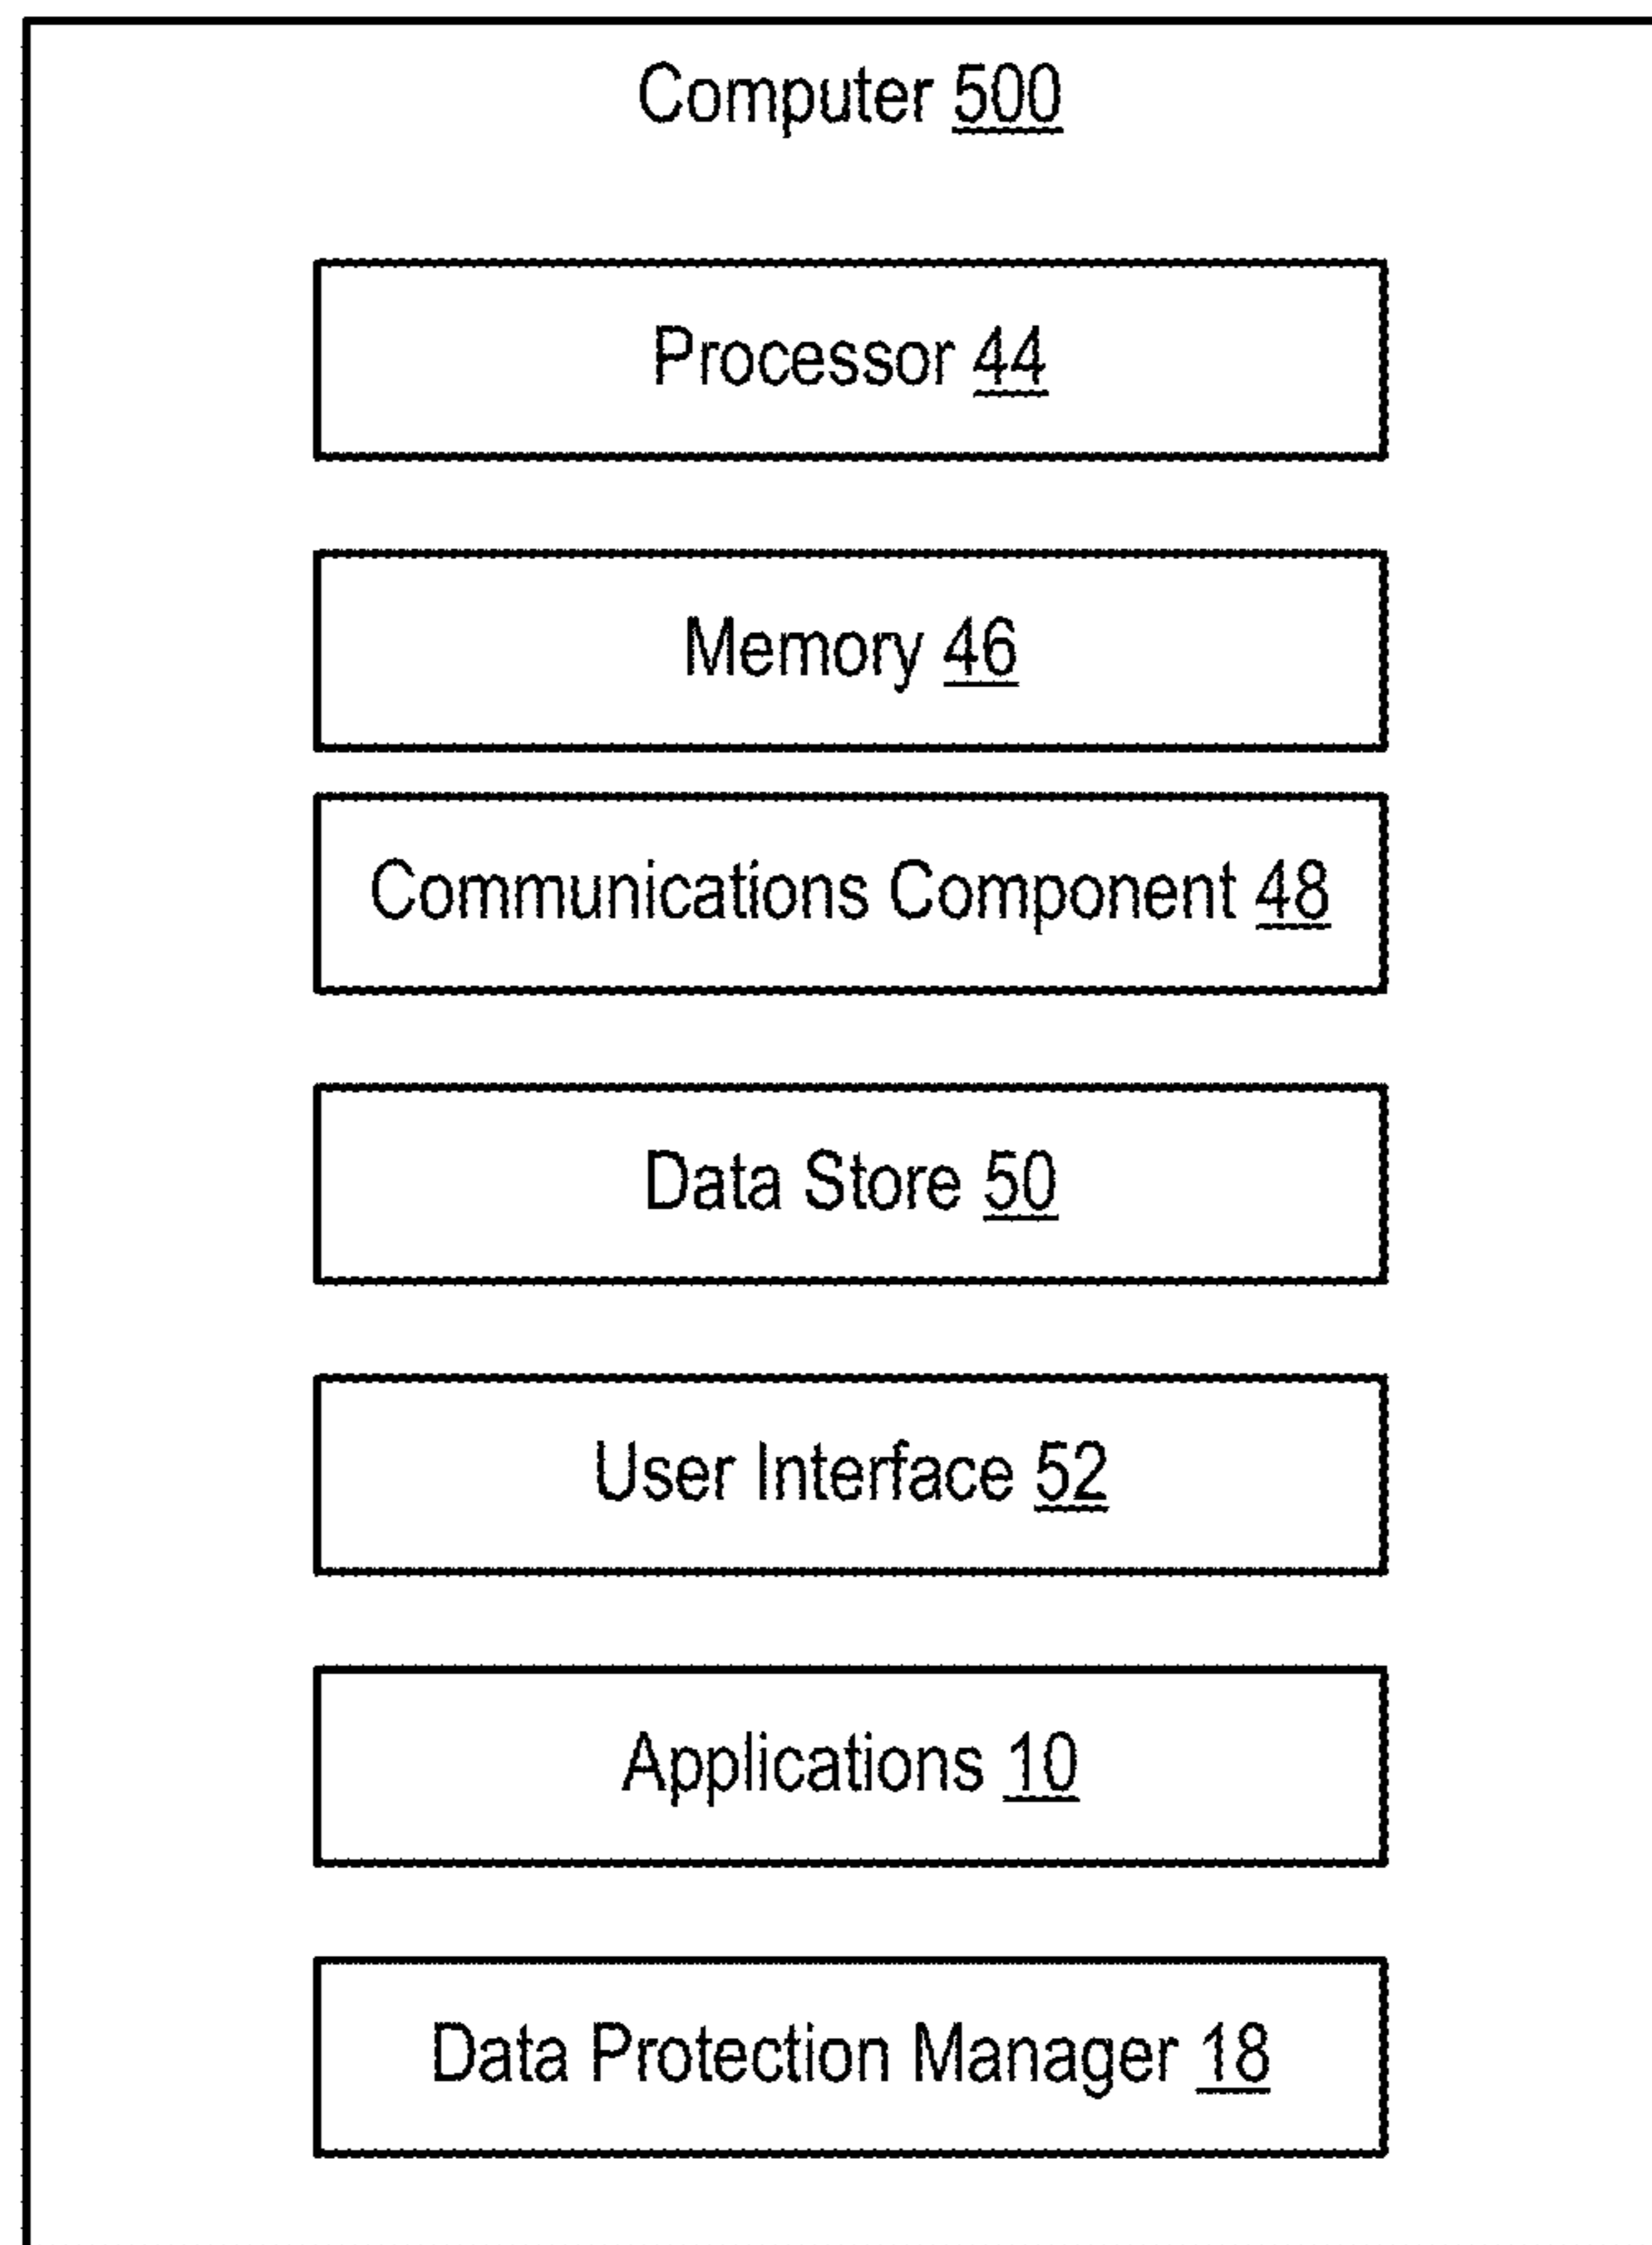 Computer 500
Processor 44
Memory 46
Communications Component 48
Data Store 50
User Interface 52
Applications 10
Data Protection Manager 18